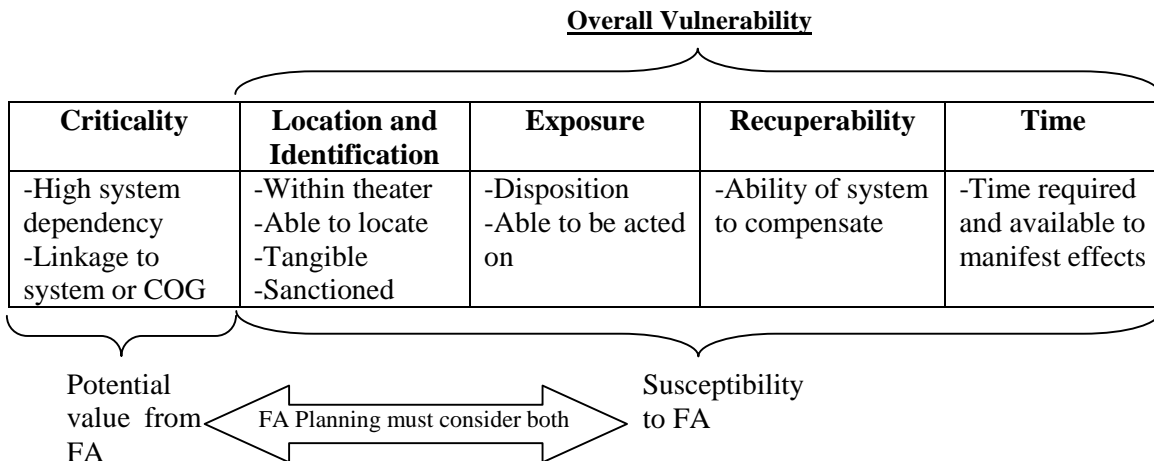 Overall Vulnerability
Criticality
Location and
Identification
Exposure
Recuperability
Time
-High system
dependency
-Linkage to
system or COG
-Within theater
-Able to locate
-Tangible
-Sanctioned
-Disposition
-Able to be acted
on
-Ability of system
to compensate
-Time required
and available to
manifest effects
Potential
value from
FA
FA Planning must consider both
Susceptibility
to FA